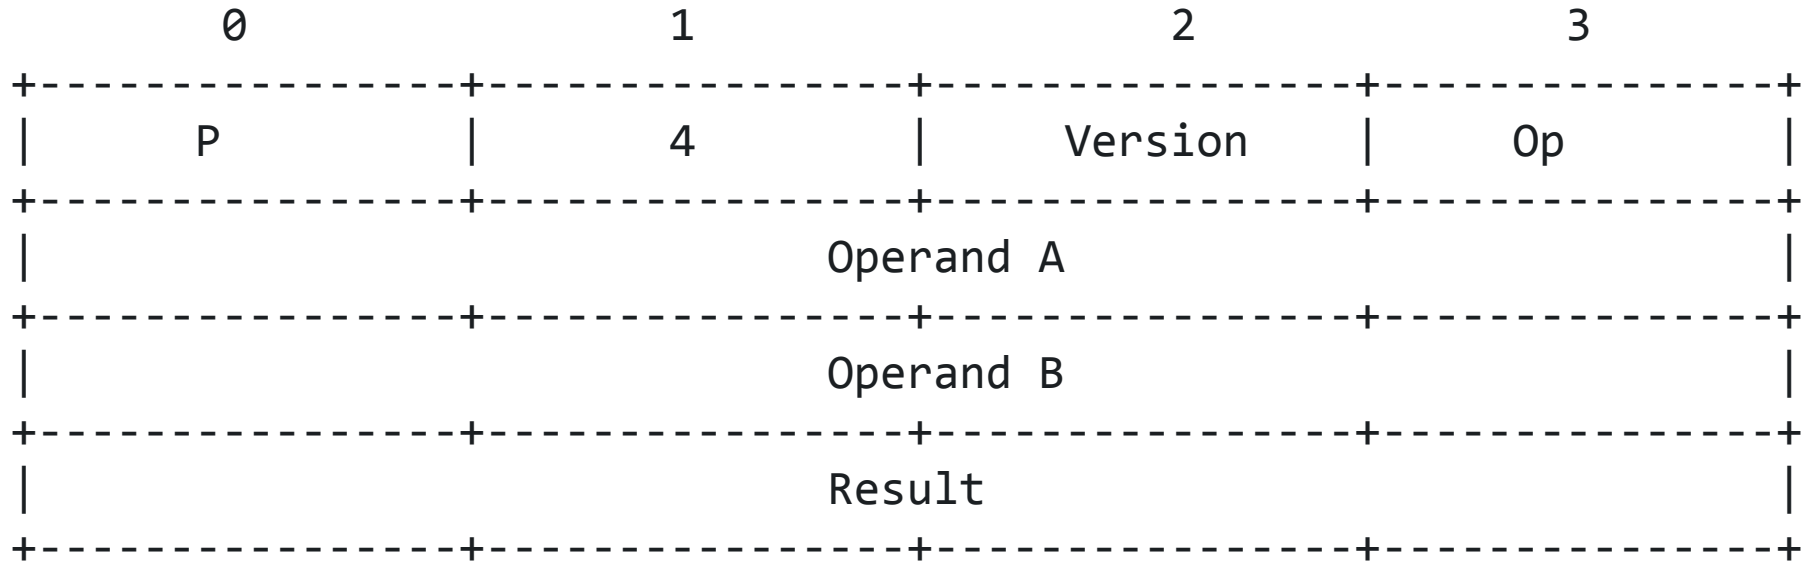 0 1 2 3
+----------------+----------------+----------------+---------------+
| P | 4 | Version | Op |
+----------------+----------------+----------------+---------------+
| Operand A |
+----------------+----------------+----------------+---------------+
| Operand B |
+----------------+----------------+----------------+---------------+
| Result |
+----------------+----------------+----------------+---------------+